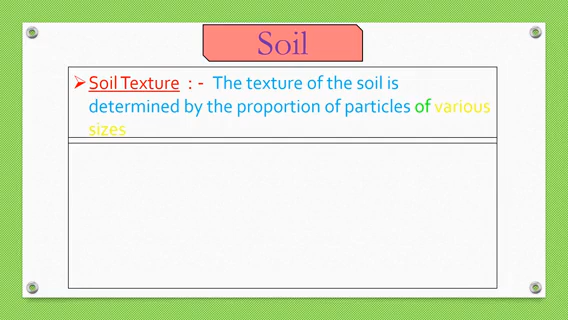 Soil
➢Soil Texture : - The texture of the soil is
determined by the proportion of particles of various
sizes